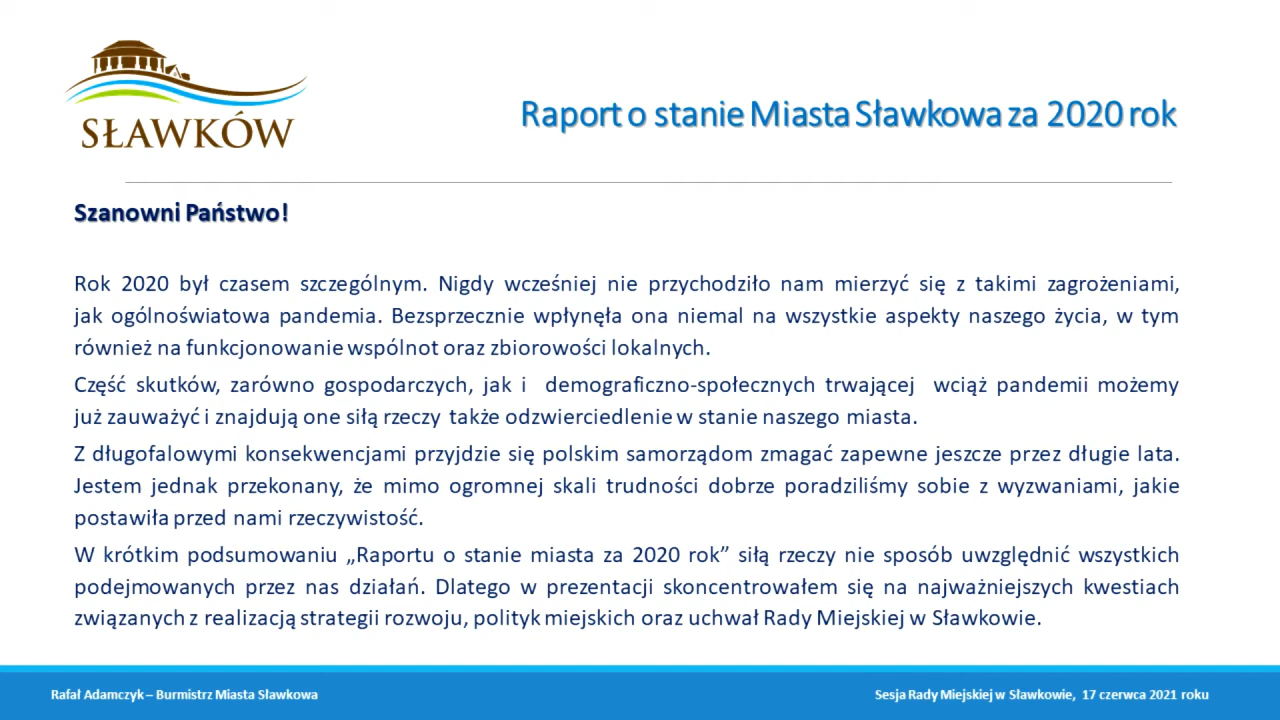 SŁAWKÓW
Raport o stanie Miasta Sławkowa za 2020 rok
Szanowni Państwo!
Rok 2020 był czasem szczególnym. Nigdy wcześniej nie przychodziło nam mierzyć się z takimi zagrożeniami,
jak ogólnoświatowa pandemia. Bezsprzecznie wpłynęła ona niemal na wszystkie aspekty naszego życia, w tym
również na funkcjonowanie wspólnot oraz zbiorowości lokalnych.
Część skutków, zarówno gospodarczych, jak i demograficzno-społecznych trwającej wciąż pandemii możemy
już zauważyć i znajdują one siłą rzeczy także odzwierciedlenie w stanie naszego miasta.
Z długofalowymi konsekwencjami przyjdzie się polskim samorządom zmagać zapewne jeszcze przez długie lata.
Jestem jednak przekonany, że mimo ogromnej skali trudności dobrze poradziliśmy sobie z wyzwaniami, jakie
postawiła przed nami rzeczywistość.
W krótkim podsumowaniu „Raportu o stanie miasta za 2020 rok” siłą rzeczy nie sposób uwzględnić wszystkich
podejmowanych przez nas działań. Dlatego w prezentacji skoncentrowałem się na najważniejszych kwestiach
związanych z realizacją strategii rozwoju, polityk miejskich oraz uchwał Rady Miejskiej w Sławkowie.
Rafał Adamczyk – Burmistrz Miasta Sławkowa
Sesja Rady Miejskiej w Sławkowie, 17 czerwca 2021 roku